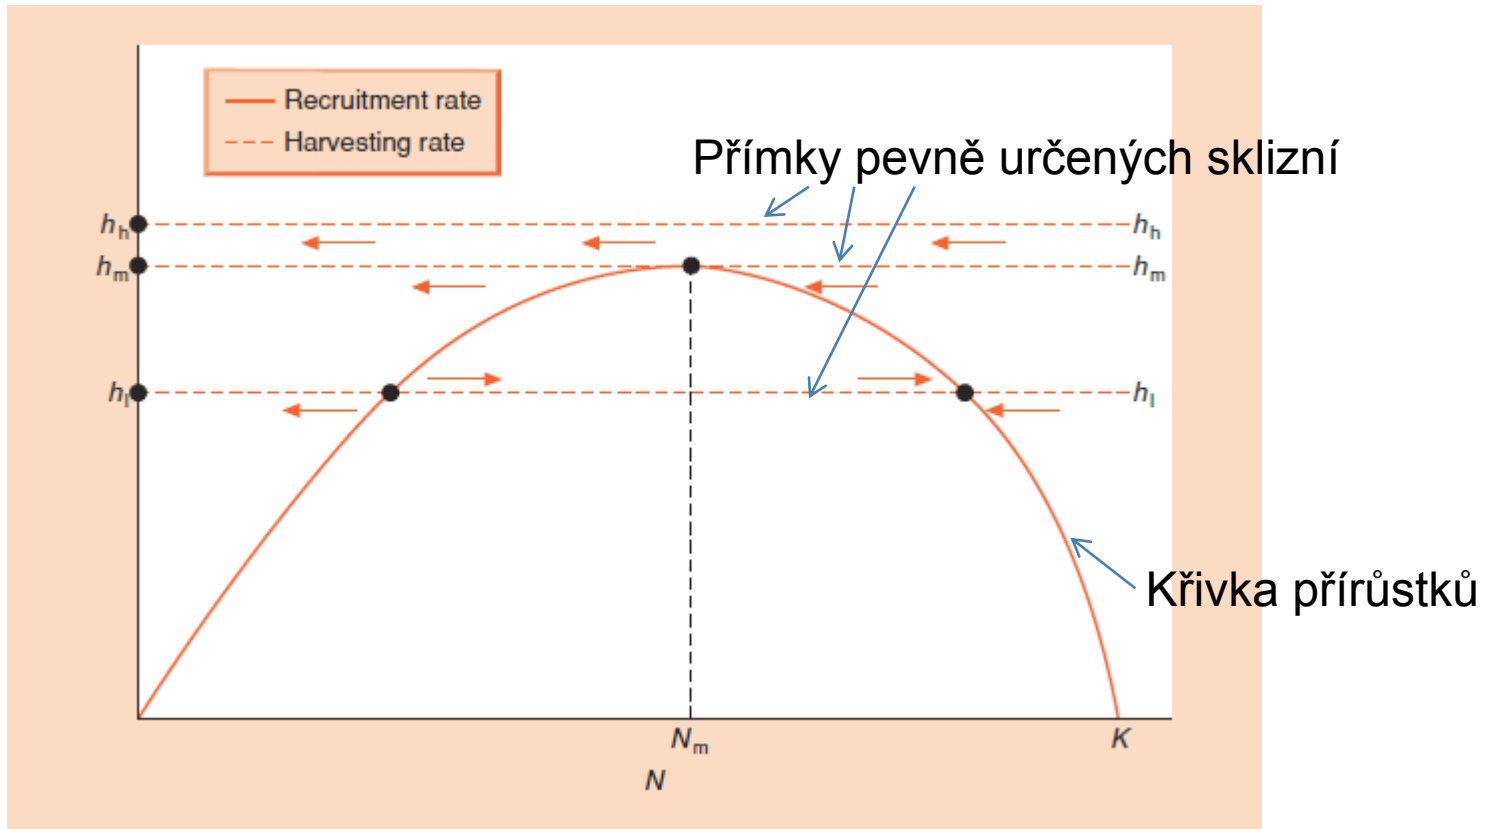 Recruitment rate
Harvesting rate
Přímky pevně určených sklizní
hh
hh
hm
hm
hl
hl
Křivka přírůstků
Nm
K
N